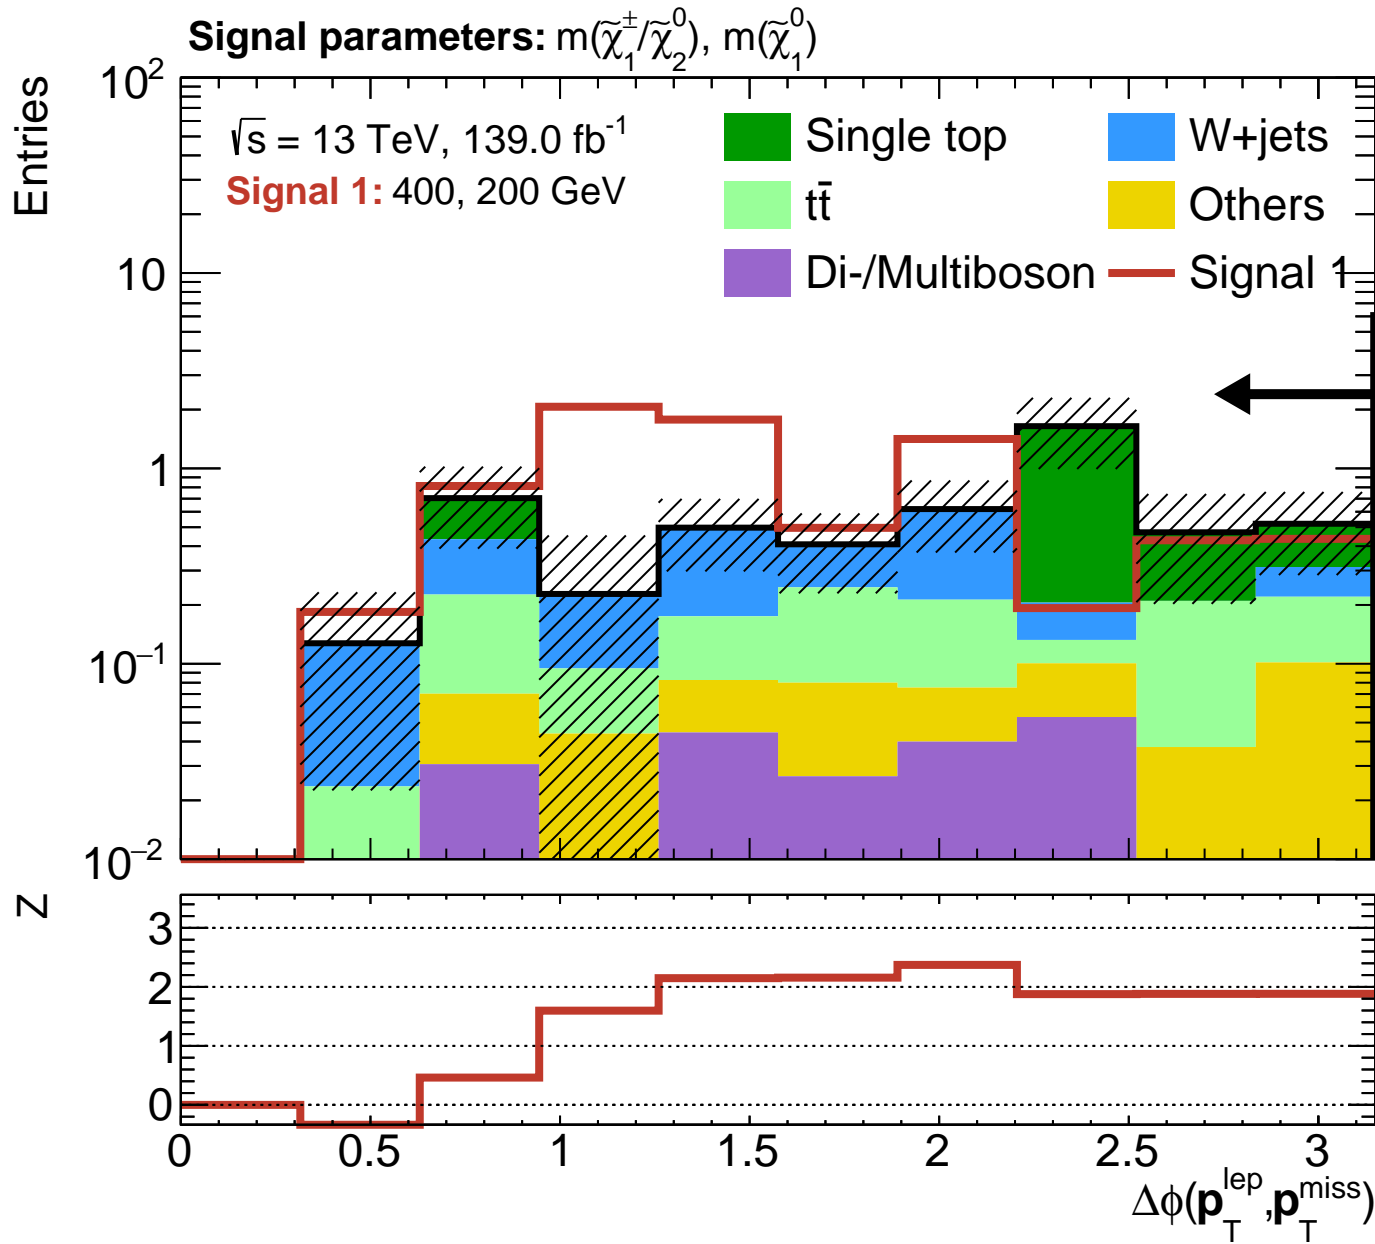 Signal parameters: m(χ̃₁±/χ̃₂⁰), m(χ̃₁⁰)
Entries
√s = 13 TeV, 139.0 fb⁻¹
Signal 1: 400, 200 GeV
Single top
W+jets
tt̄
Others
Di-/Multiboson
Signal 1
10²
10
1
10⁻¹
10⁻²
Z
3
2
1
0
0 0.5 1 1.5 2 2.5 3
Δϕ(p_T^lep,p_T^miss)